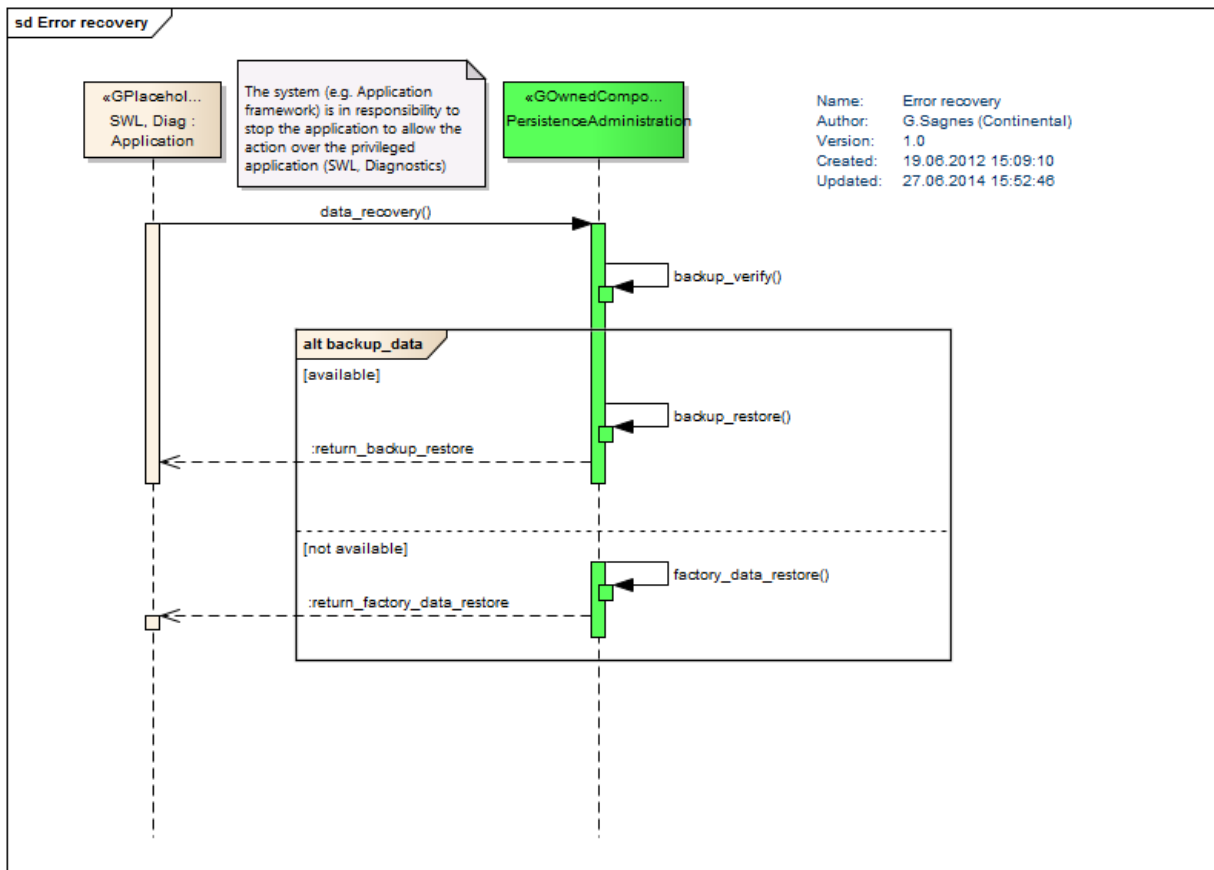 sd Error recovery
«GPlacehol...
SWL, Diag :
Application
The system (e.g. Application
framework) is in responsibility to
stop the application to allow the
action over the privileged
application (SWL, Diagnostics)
«GOwnedCompo...
PersistenceAdministration
Name: Error recovery
Author: G.Sagnes (Continental)
Version: 1.0
Created: 19.06.2012 15:09:10
Updated: 27.06.2014 15:52:46
data_recovery()
backup_verify()
alt backup_data
[available]
backup_restore()
:return_backup_restore
[not available]
factory_data_restore()
:return_factory_data_restore